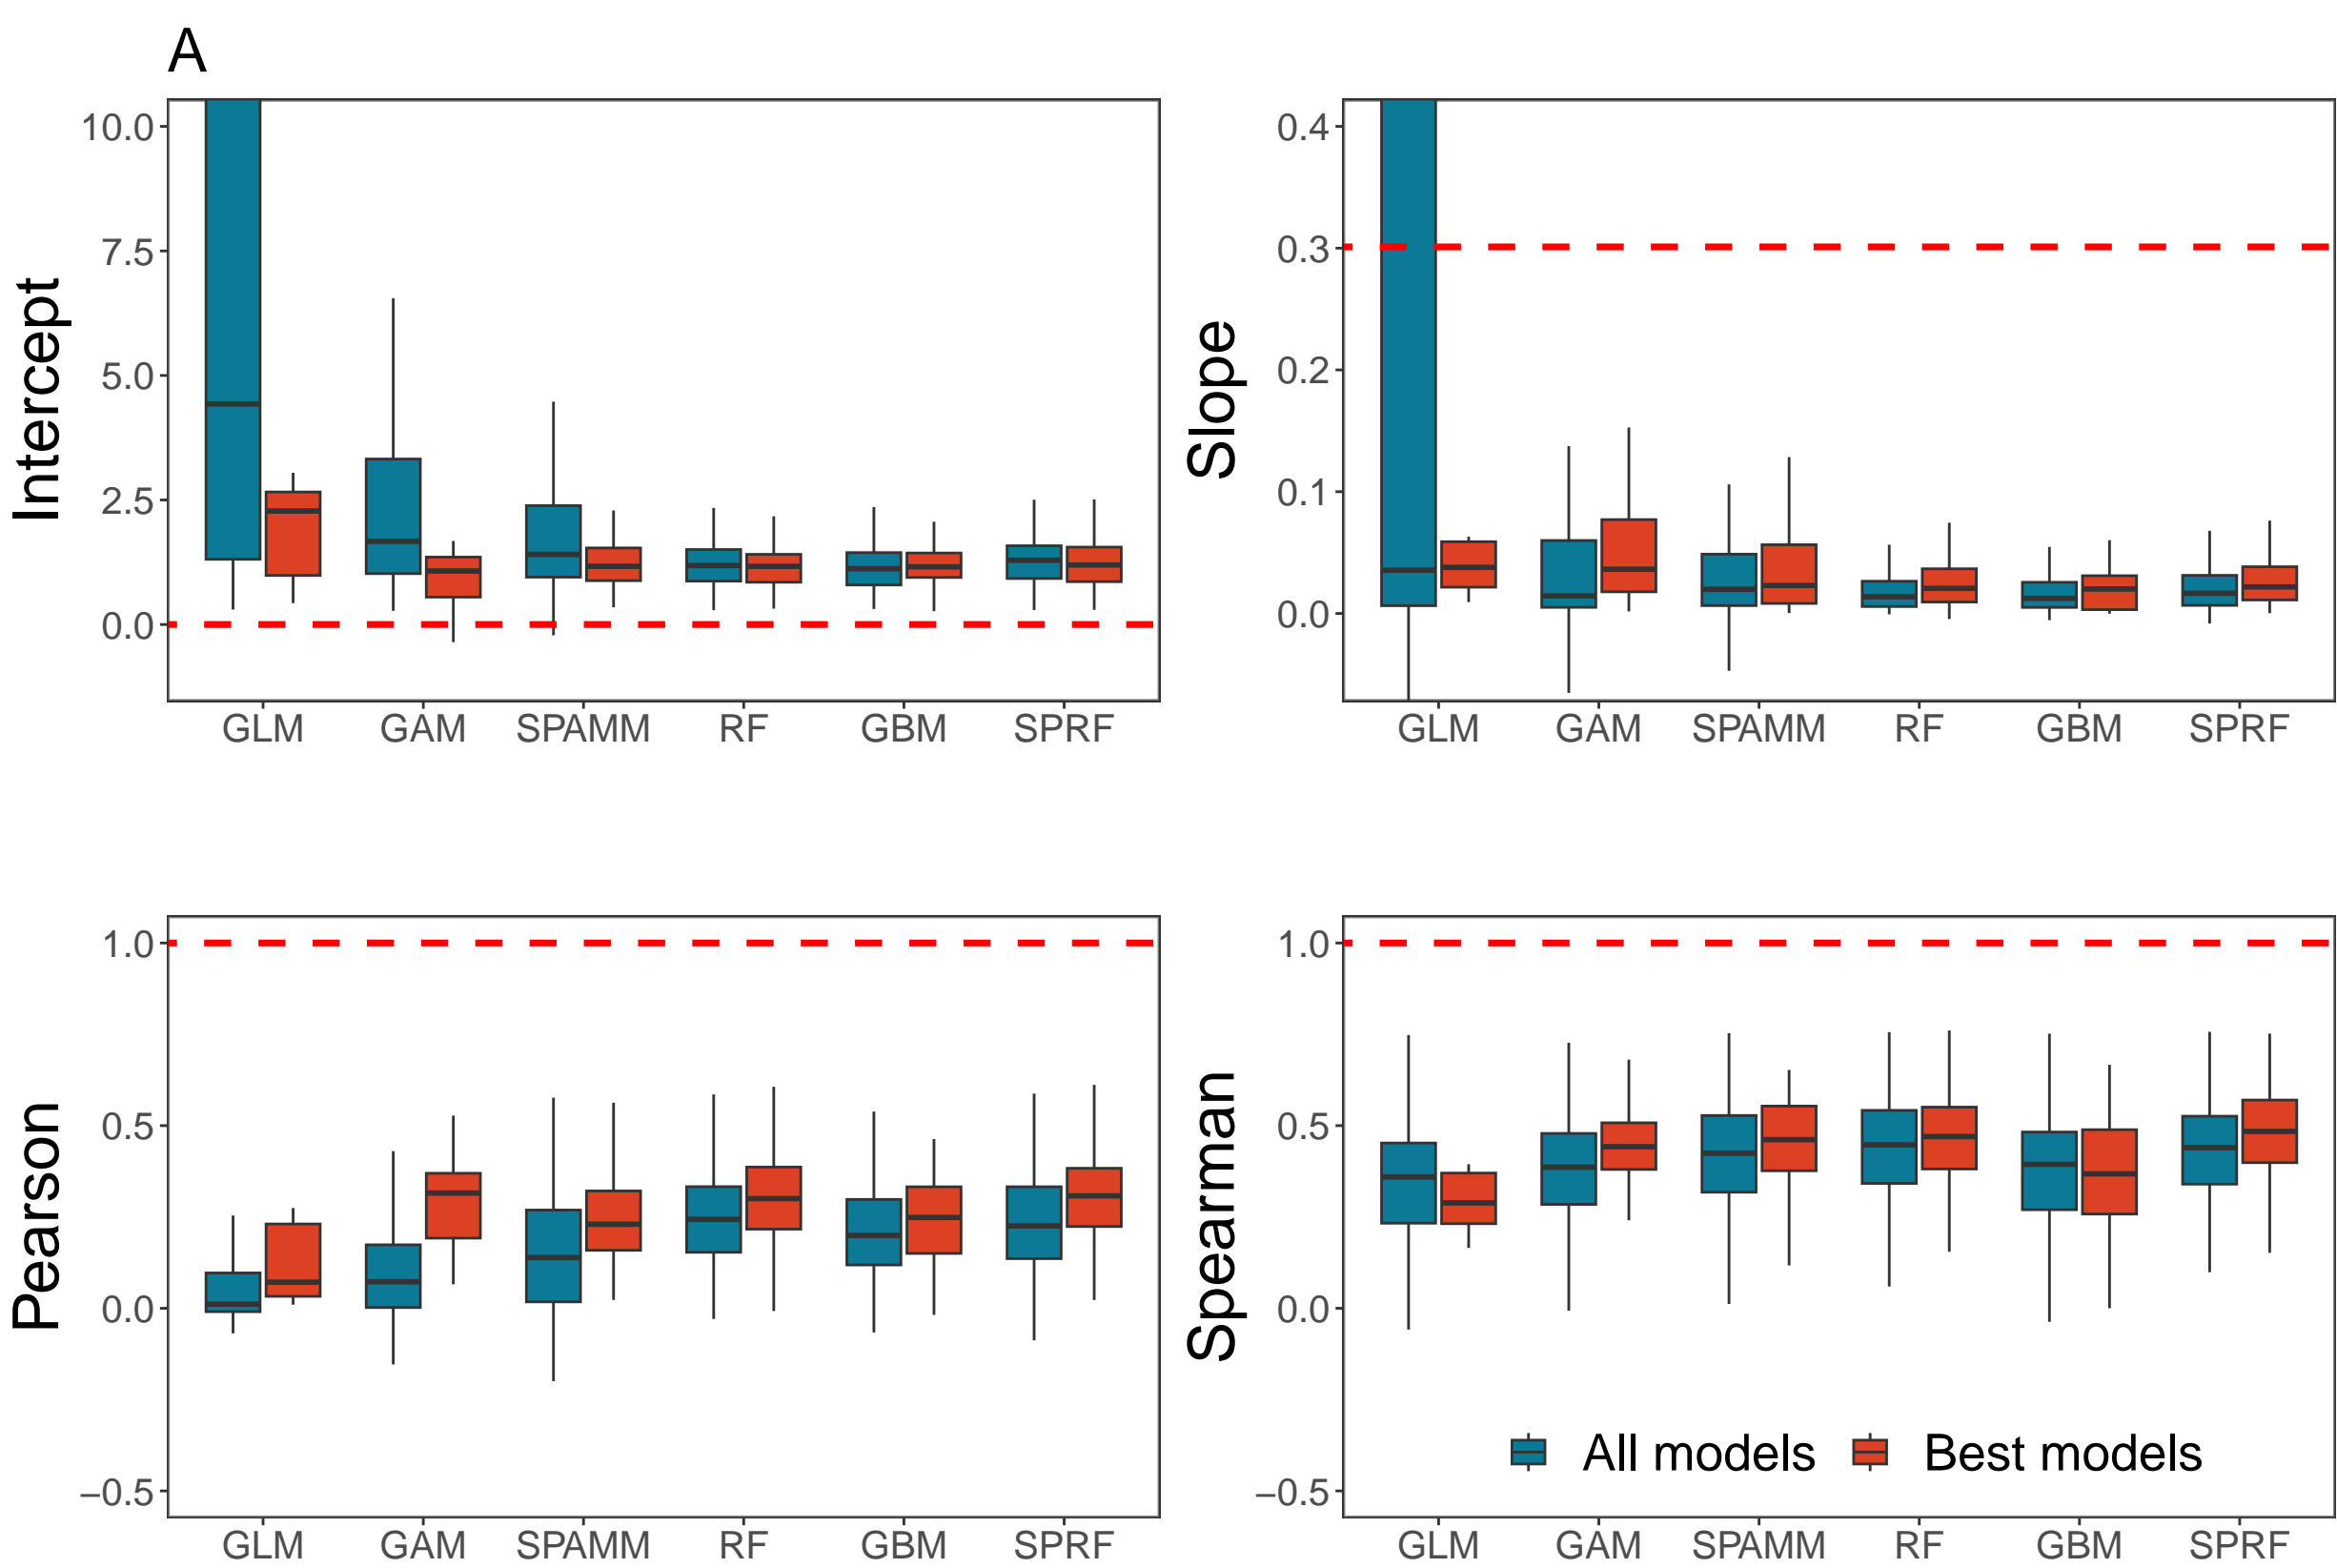 A
Intercept
10.0
7.5
5.0
2.5
0.0
GLM GAM SPAMM RF GBM SPRF
Slope
0.4
0.3
0.2
0.1
0.0
GLM GAM SPAMM RF GBM SPRF
Pearson
1.0
0.5
0.0
−0.5
GLM GAM SPAMM RF GBM SPRF
Spearman
1.0
0.5
0.0
−0.5
All models Best models
GLM GAM SPAMM RF GBM SPRF